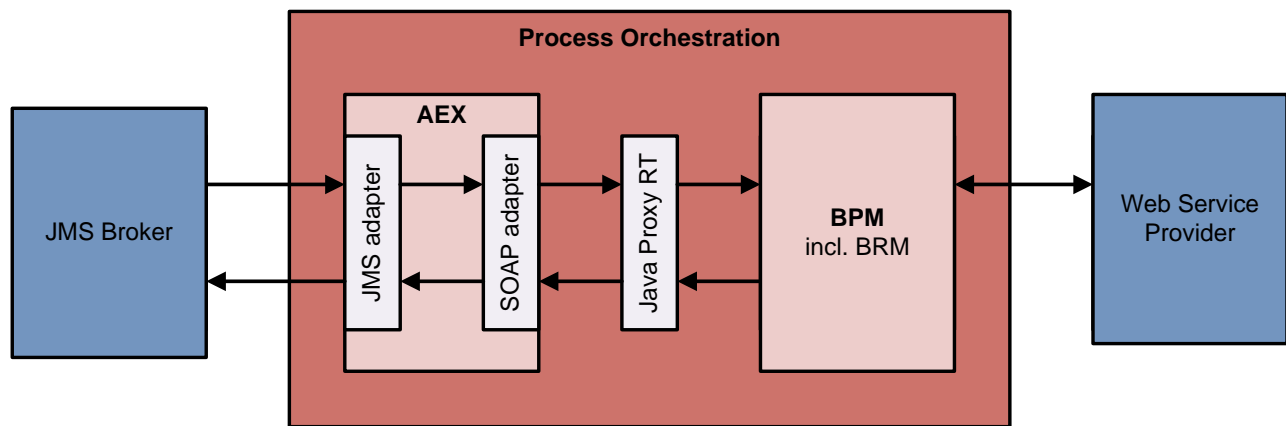 Process Orchestration
AEX
JMS Broker
JMS adapter
SOAP adapter
Java Proxy RT
BPM
incl. BRM
Web Service
Provider